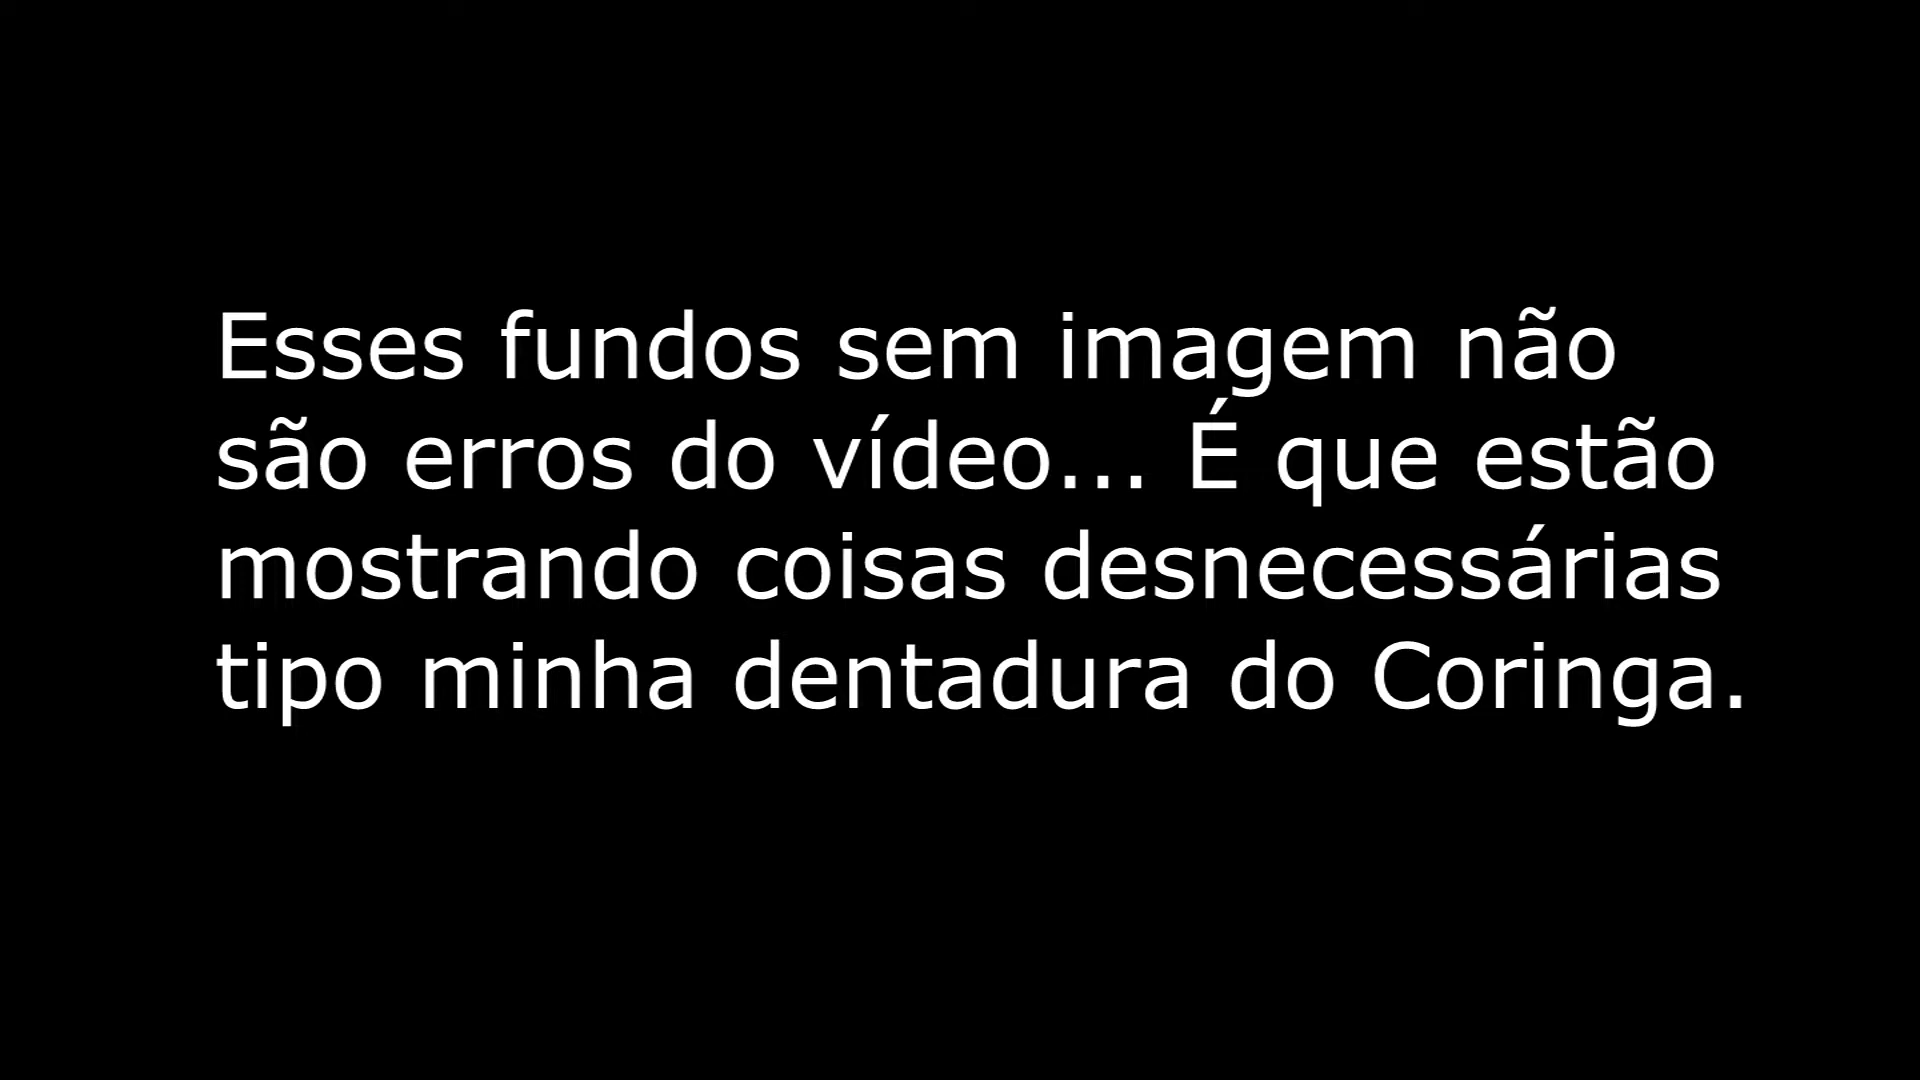 Esses fundos sem imagem não
são erros do vídeo... É que estão
mostrando coisas desnecessárias
tipo minha dentadura do Coringa.